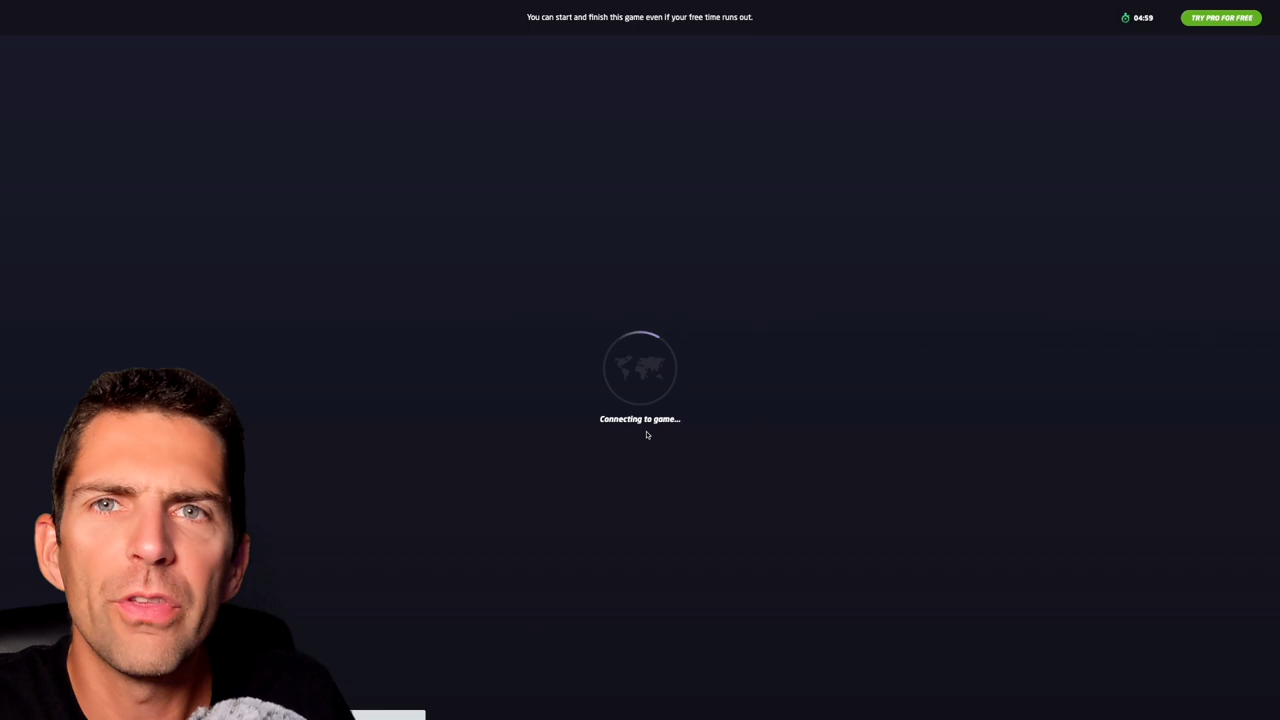 You can start and finish this game even if your free time runs out.
04:59
TRY PRO FOR FREE
Connecting to game...